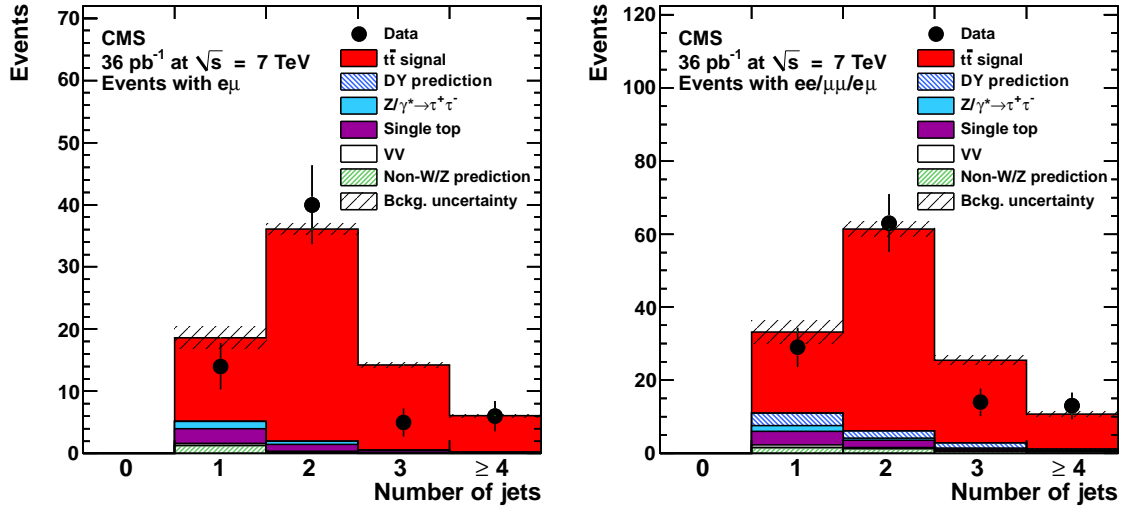 Events
70
60
50
40
30
20
10
0
CMS
36 pb⁻¹ at √s = 7 TeV
Events with eμ
Data
tt̄ signal
DY prediction
Z/γ*→τ⁺τ⁻
Single top
VV
Non-W/Z prediction
Bckg. uncertainty
0 1 2 3 ≥ 4
Number of jets
Events
120
100
80
60
40
20
0
CMS
36 pb⁻¹ at √s = 7 TeV
Events with ee/μμ/eμ
Data
tt̄ signal
DY prediction
Z/γ*→τ⁺τ⁻
Single top
VV
Non-W/Z prediction
Bckg. uncertainty
0 1 2 3 ≥ 4
Number of jets